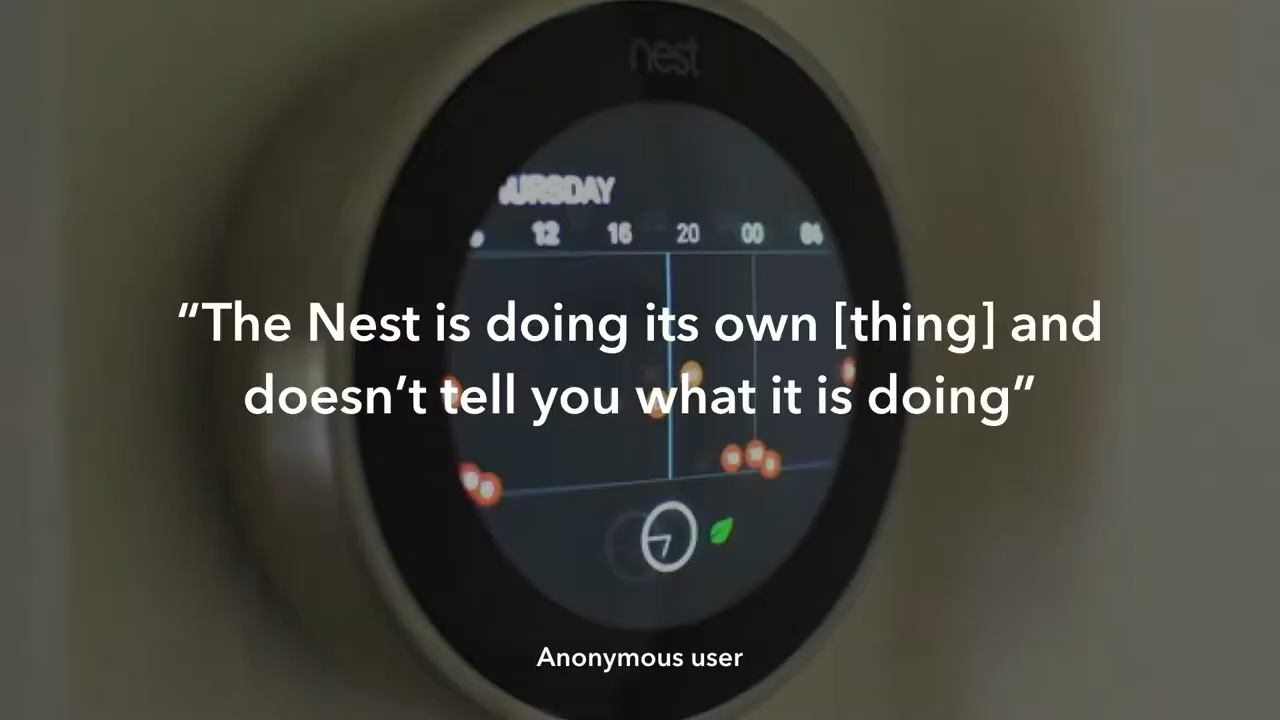 nest
12 16 20 00
“The Nest is doing its own [thing] and
doesn’t tell you what it is doing”
Anonymous user